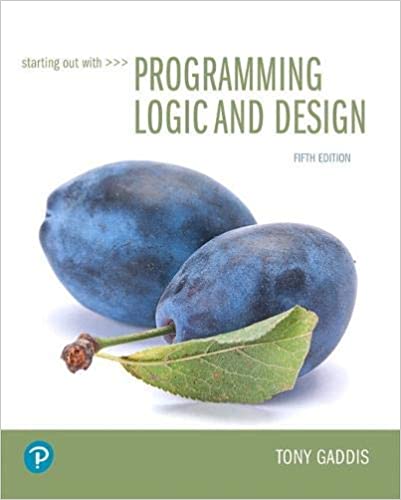 starting out with >>>
PROGRAMMING
LOGIC AND DESIGN
FIFTH EDITION
P
TONY GADDIS